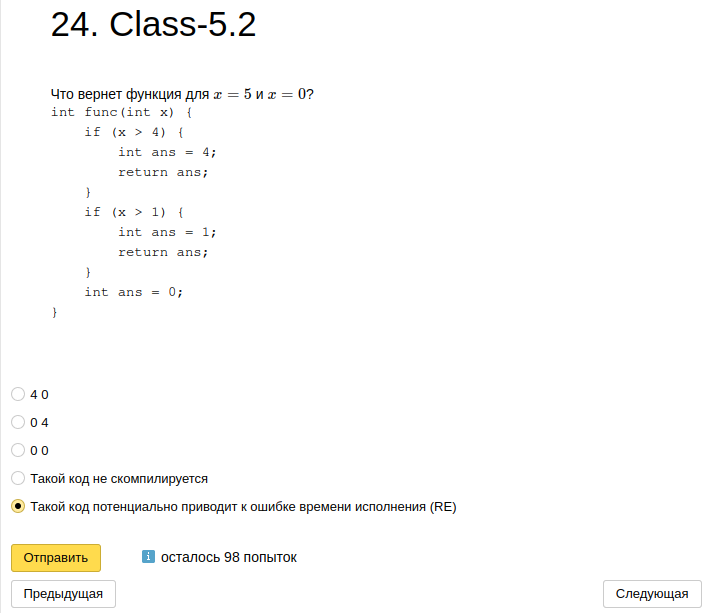 24. Class-5.2
Что вернет функция для x = 5 и x = 0?
int func(int x) {
    if (x > 4) {
        int ans = 4;
        return ans;
    }
    if (x > 1) {
        int ans = 1;
        return ans;
    }
    int ans = 0;
}
4 0
0 4
0 0
Такой код не скомпилируется
Такой код потенциально приводит к ошибке времени исполнения (RE)
Отправить
i осталось 98 попыток
Предыдущая
Следующая